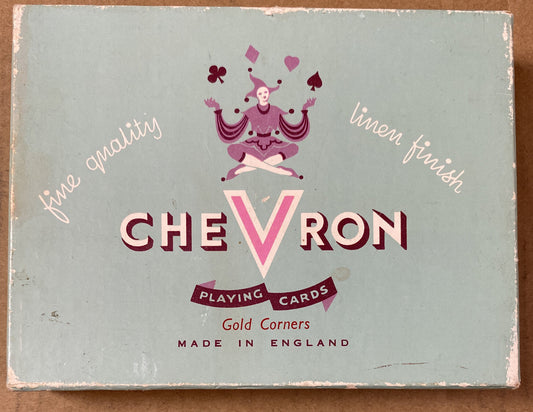 fine quality
linen finish
CHEVRON
PLAYING CARDS
Gold Corners
MADE IN ENGLAND